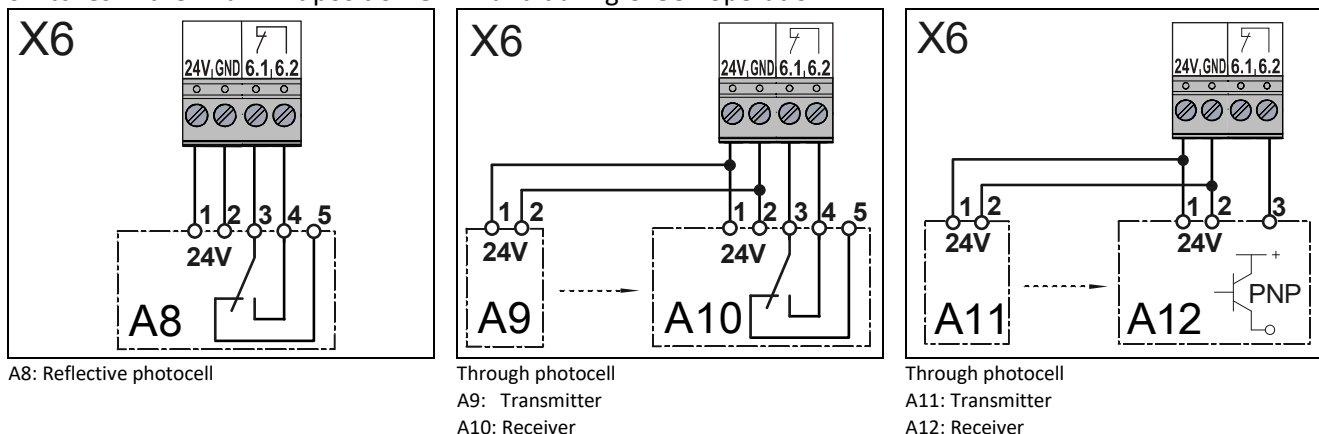 X6
24V GND 6.1 6.2
1 2 3 4 5
24V
A8
A8: Reflective photocell
X6
24V GND 6.1 6.2
1 2
24V
A9
1 2 3 4 5
24V
A10
Through photocell
A9: Transmitter
A10: Receiver
X6
24V GND 6.1 6.2
1 2
24V
A11
1 2 3
24V
+
PNP
A12
Through photocell
A11: Transmitter
A12: Receiver